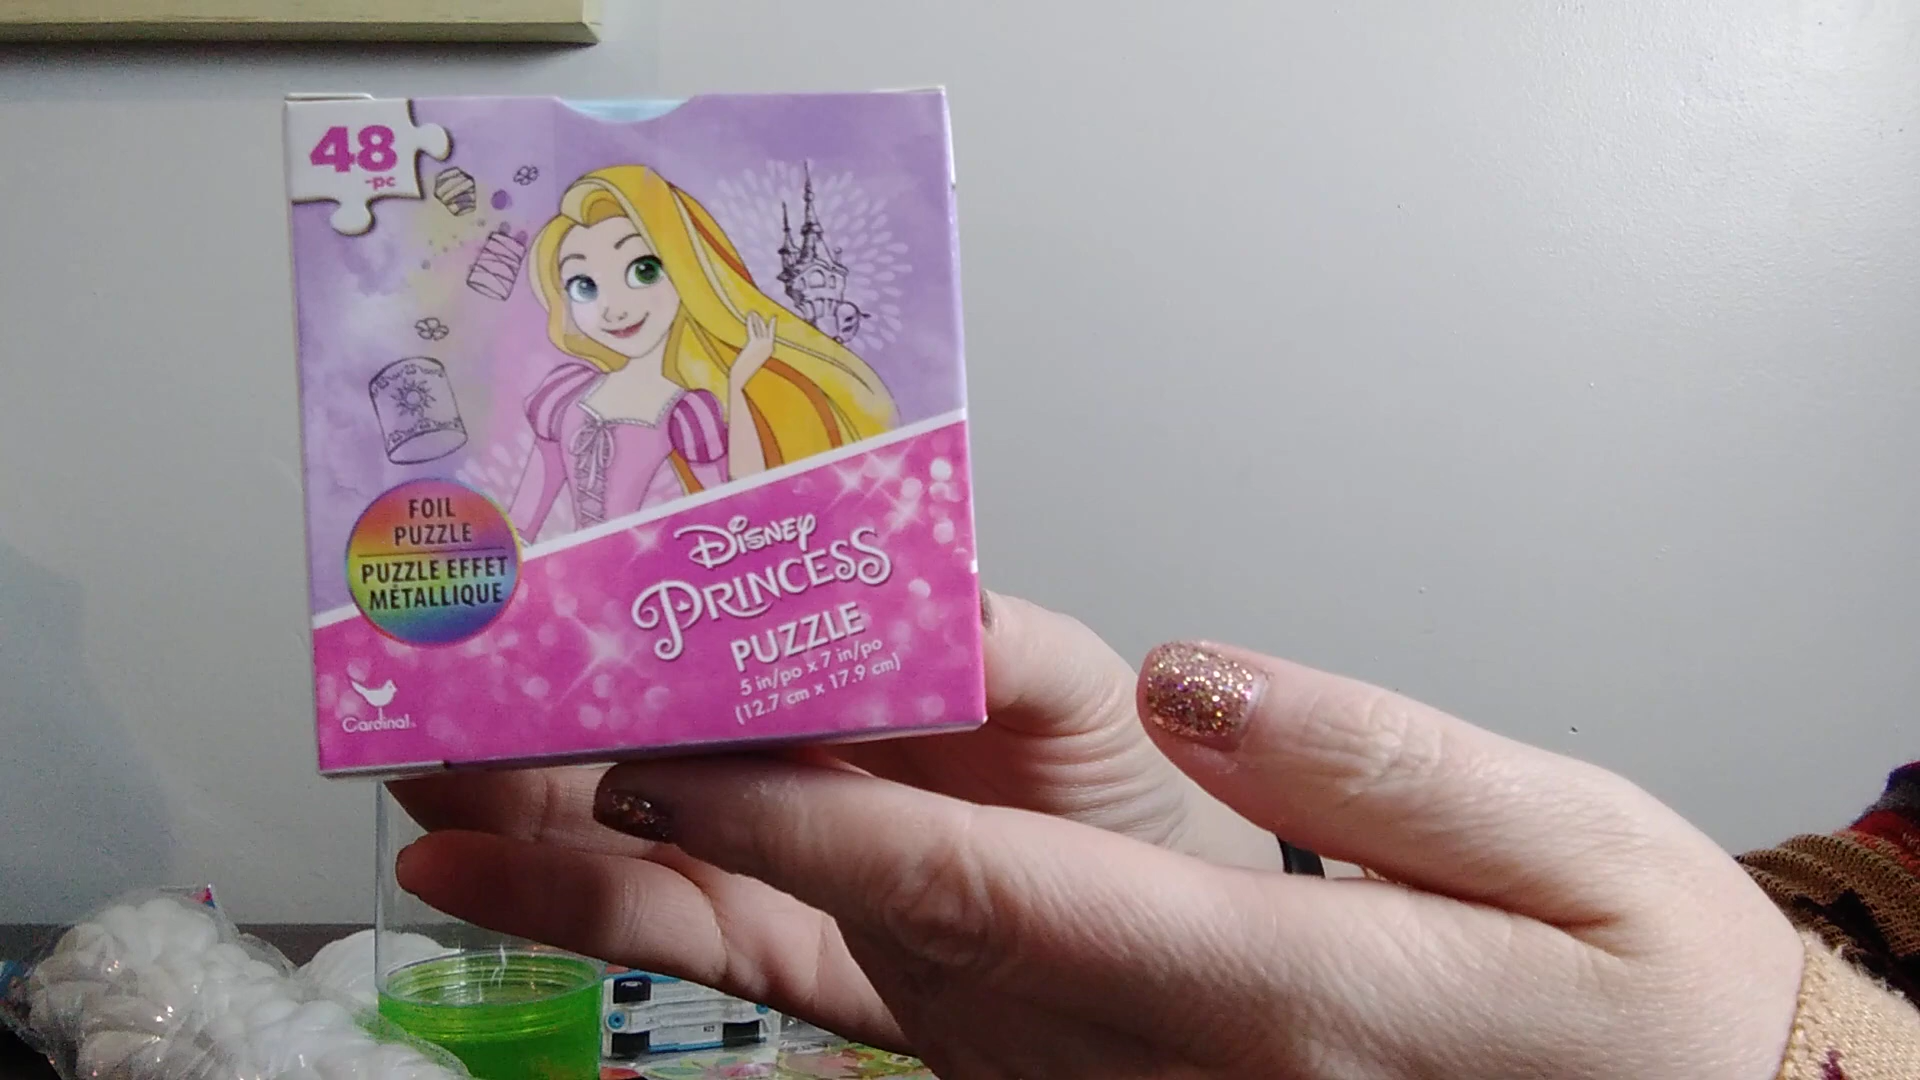 48
-pc
FOIL
PUZZLE
PUZZLE EFFET
MÉTALLIQUE
Disney
PRINCESS
PUZZLE
5 in/po x 7 in/po
(12.7 cm x 17.9 cm)
Cardinal